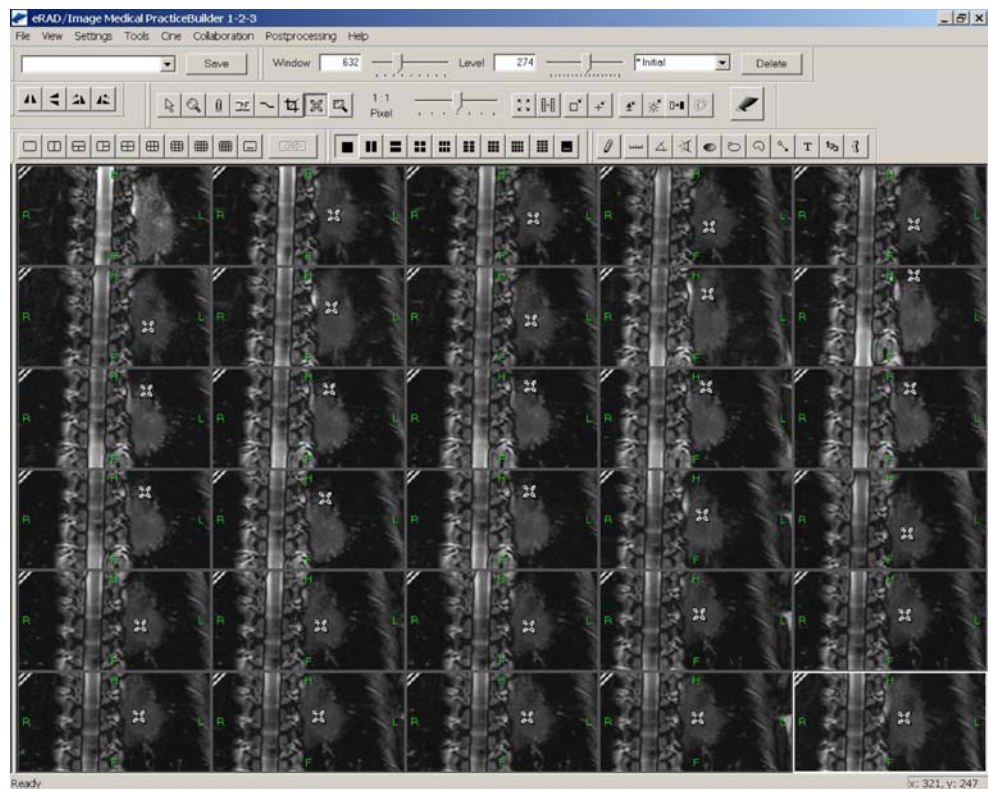 eRAD/Image Medical PracticeBuilder 1-2-3
File View Settings Tools Cine Collaboration Postprocessing Help
Save Window 632 Level 274 *Initial Delete
1:1
Pixel
T
H H H H H
R L R L R L R L R L
F F F F F
H H H H H
R L R L R L R L R L
F F F F F
H H H H H
R L R L R L R L R L
F F F F F
H H H H H
R L R L R L R L R L
F F F F F
H H H H H
R L R L R L R L R L
F F F F F
H H H H H
R L R L R L R L R L
F F F F F
Ready x: 321, y: 247